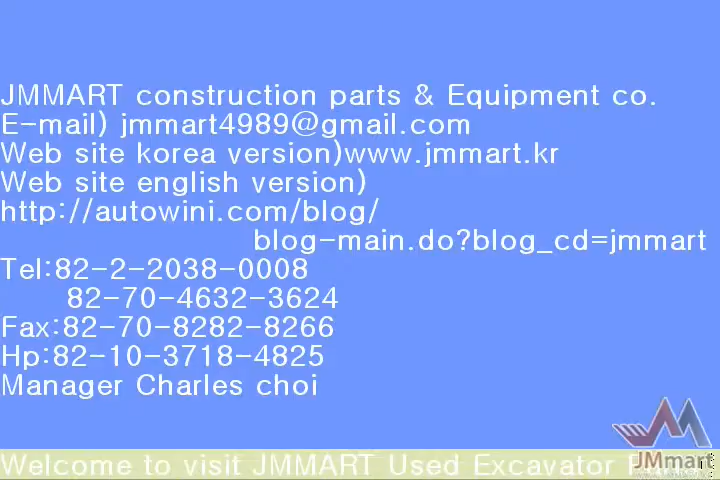 JMMART construction parts & Equipment co.
E-mail) jmmart4989@gmail.com
Web site korea version)www.jmmart.kr
Web site english version)
http://autowini.com/blog/
blog-main.do?blog_cd=jmmart
Tel:82-2-2038-0008
82-70-4632-3624
Fax:82-70-8282-8266
Hp:82-10-3718-4825
Manager Charles choi
Welcome to visit JMMART Used Excavator
JMmart